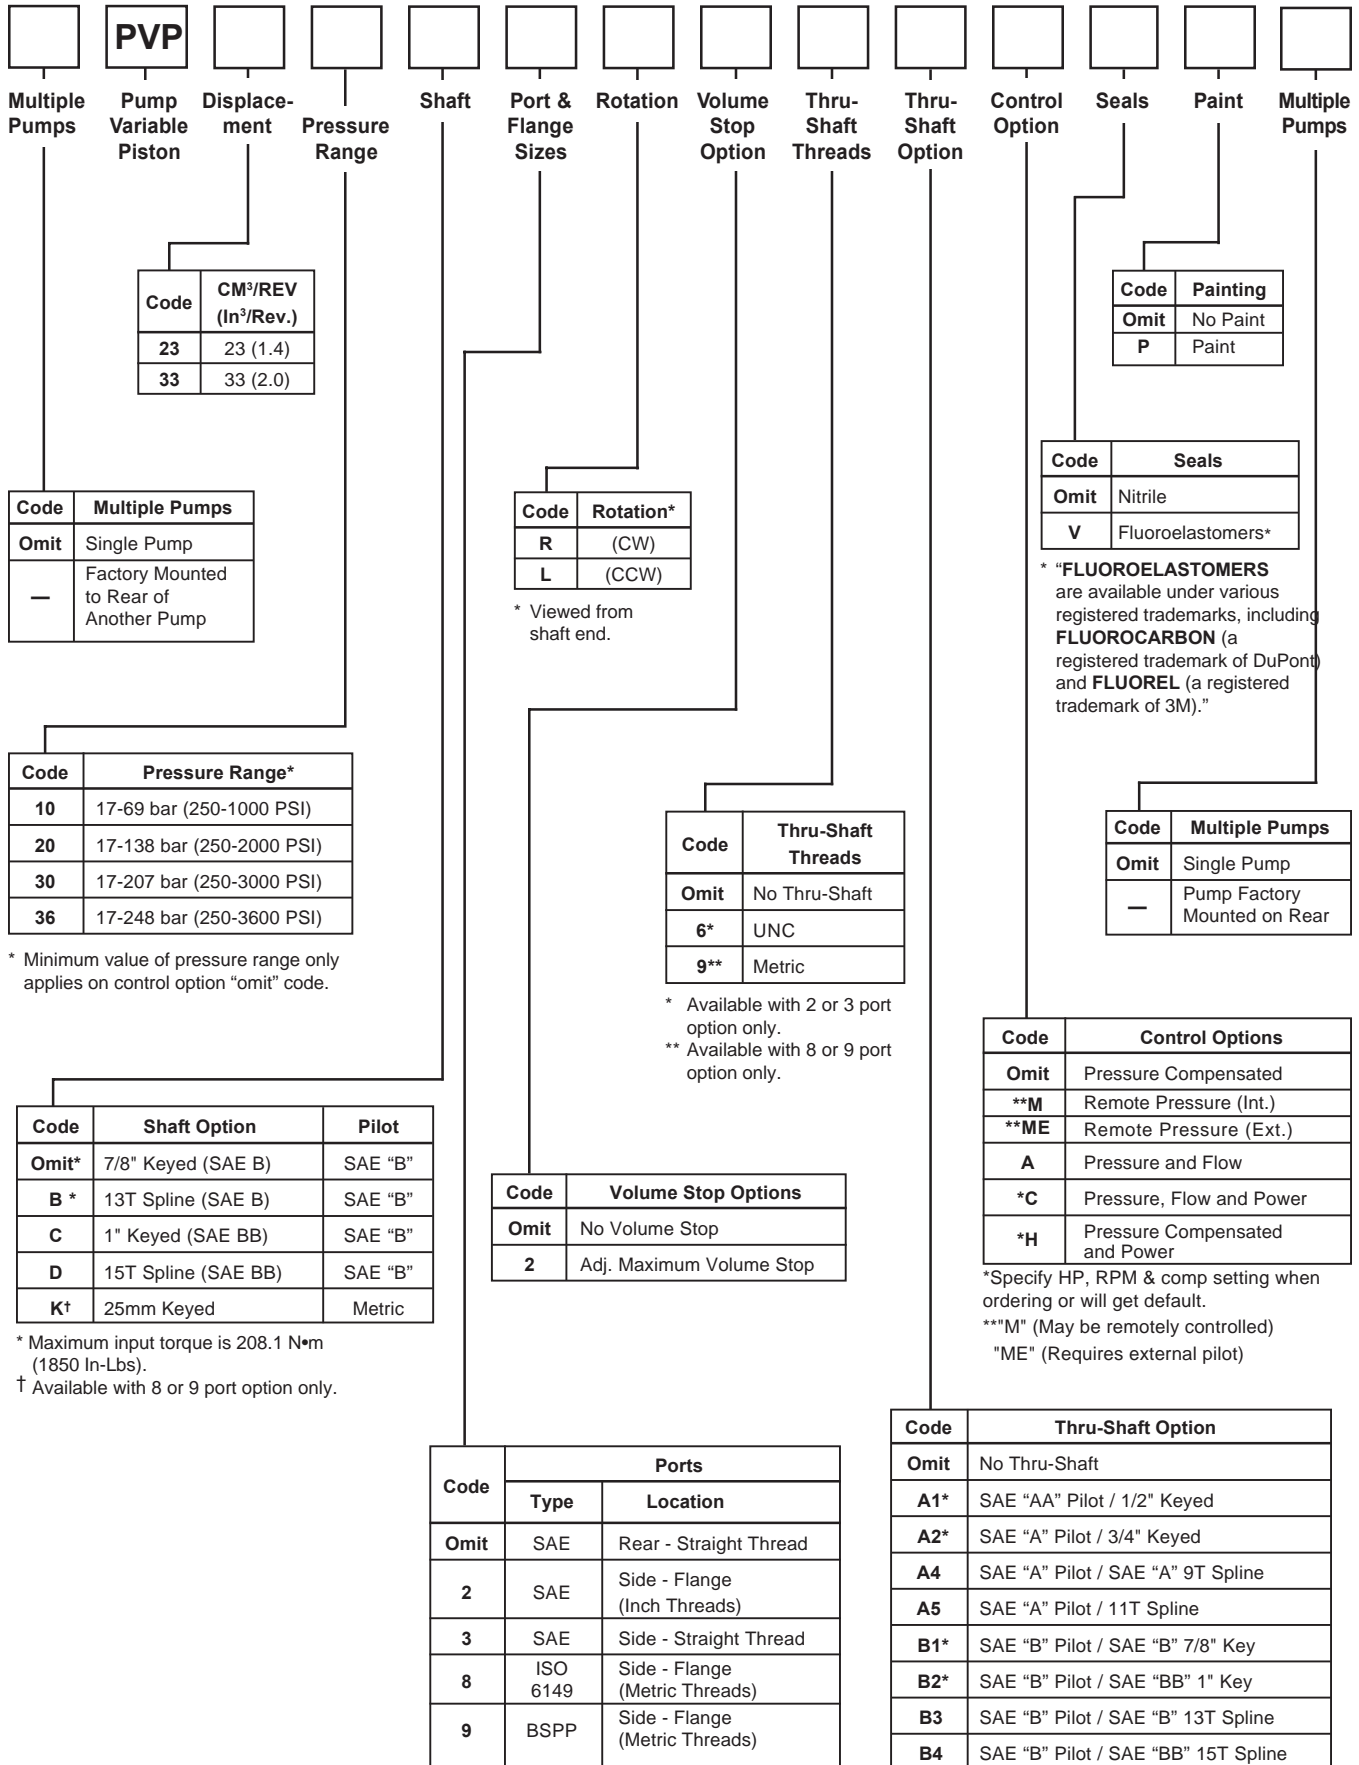 PVP
Multiple Pumps
Pump Variable Piston
Displace-ment
Pressure Range
Shaft
Port & Flange Sizes
Rotation
Volume Stop Option
Thru-Shaft Threads
Thru-Shaft Option
Control Option
Seals
Paint
Multiple Pumps
Code CM³/REV (In³/Rev.)
23 23 (1.4)
33 33 (2.0)
Code Painting
Omit No Paint
P Paint
Code Multiple Pumps
Omit Single Pump
— Factory Mounted
to Rear of
Another Pump
Code Rotation*
R (CW)
L (CCW)
* Viewed from
shaft end.
Code Seals
Omit Nitrile
V Fluoroelastomers*
* “FLUOROELASTOMERS
are available under various
registered trademarks, including
FLUOROCARBON (a
registered trademark of DuPont)
and FLUOREL (a registered
trademark of 3M).”
Code Pressure Range*
10 17-69 bar (250-1000 PSI)
20 17-138 bar (250-2000 PSI)
30 17-207 bar (250-3000 PSI)
36 17-248 bar (250-3600 PSI)
* Minimum value of pressure range only
applies on control option “omit” code.
Code Thru-Shaft Threads
Omit No Thru-Shaft
6* UNC
9** Metric
* Available with 2 or 3 port
option only.
** Available with 8 or 9 port
option only.
Code Multiple Pumps
Omit Single Pump
— Pump Factory
Mounted on Rear
Code Control Options
Omit Pressure Compensated
**M Remote Pressure (Int.)
**ME Remote Pressure (Ext.)
A Pressure and Flow
*C Pressure, Flow and Power
*H Pressure Compensated
and Power
*Specify HP, RPM & comp setting when
ordering or will get default.
**"M" (May be remotely controlled)
"ME" (Requires external pilot)
Code Shaft Option Pilot
Omit* 7/8" Keyed (SAE B) SAE “B”
B * 13T Spline (SAE B) SAE “B”
C 1" Keyed (SAE BB) SAE “B”
D 15T Spline (SAE BB) SAE “B”
K† 25mm Keyed Metric
* Maximum input torque is 208.1 N•m
(1850 In-Lbs).
† Available with 8 or 9 port option only.
Code Volume Stop Options
Omit No Volume Stop
2 Adj. Maximum Volume Stop
Code Ports
Type Location
Omit SAE Rear - Straight Thread
2 SAE Side - Flange
(Inch Threads)
3 SAE Side - Straight Thread
8 ISO 6149 Side - Flange
(Metric Threads)
9 BSPP Side - Flange
(Metric Threads)
Code Thru-Shaft Option
Omit No Thru-Shaft
A1* SAE “AA” Pilot / 1/2" Keyed
A2* SAE “A” Pilot / 3/4" Keyed
A4 SAE “A” Pilot / SAE “A” 9T Spline
A5 SAE “A” Pilot / 11T Spline
B1* SAE “B” Pilot / SAE “B” 7/8" Key
B2* SAE “B” Pilot / SAE “BB” 1" Key
B3 SAE “B” Pilot / SAE “B” 13T Spline
B4 SAE “B” Pilot / SAE “BB” 15T Spline